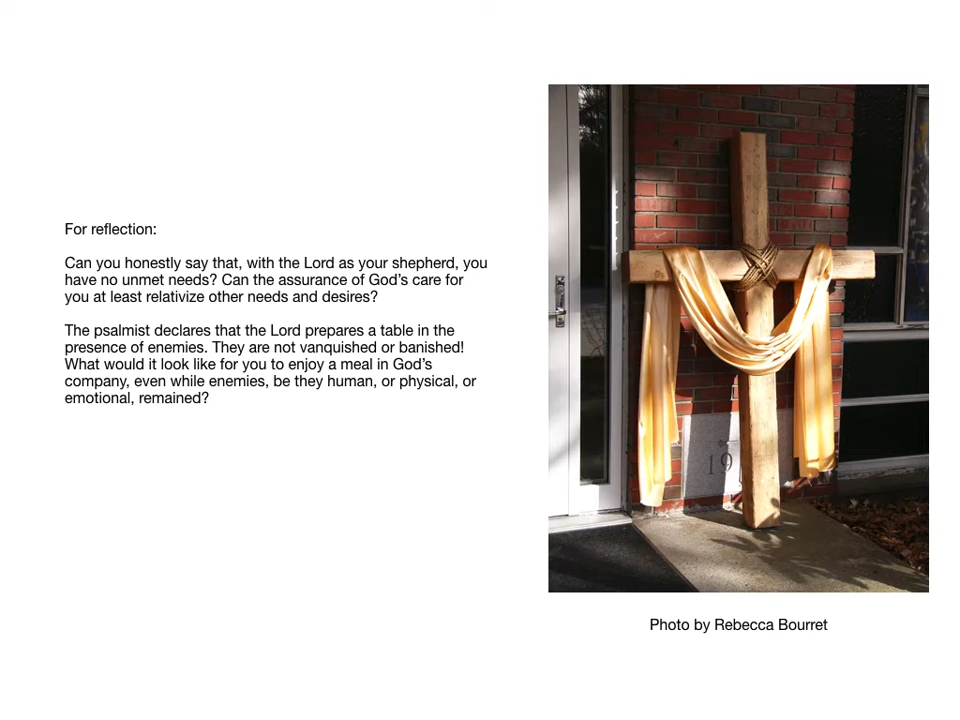 For reflection:
Can you honestly say that, with the Lord as your shepherd, you
have no unmet needs? Can the assurance of God’s care for
you at least relativize other needs and desires?
The psalmist declares that the Lord prepares a table in the
presence of enemies. They are not vanquished or banished!
What would it look like for you to enjoy a meal in God’s
company, even while enemies, be they human, or physical, or
emotional, remained?
19
Photo by Rebecca Bourret